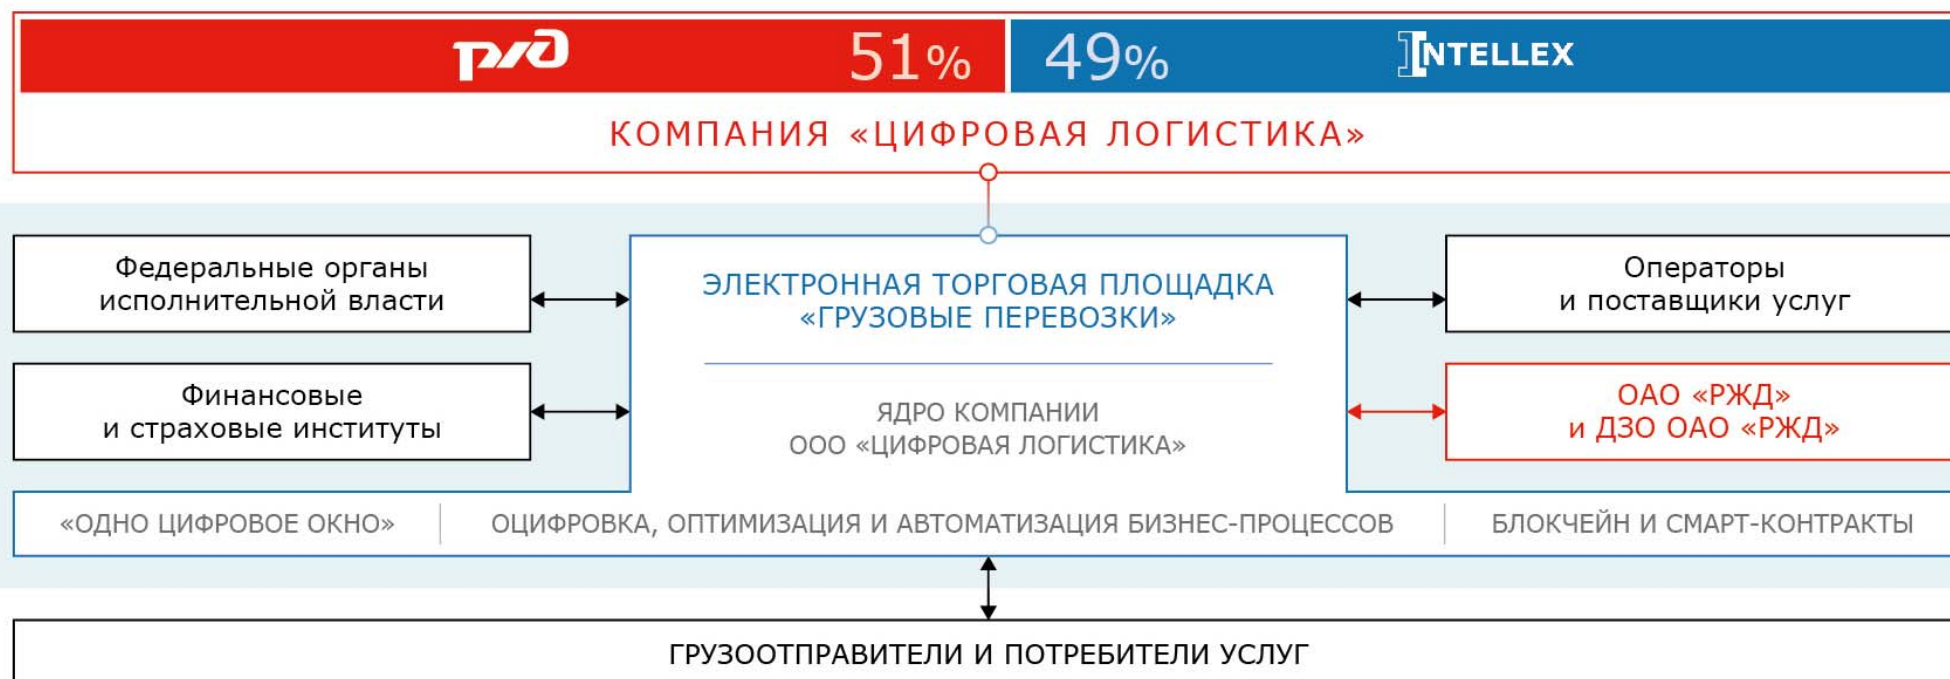 РЖД 51% 49% INTELLEX
КОМПАНИЯ «ЦИФРОВАЯ ЛОГИСТИКА»
Федеральные органы
исполнительной власти
Финансовые
и страховые институты
ЭЛЕКТРОННАЯ ТОРГОВАЯ ПЛОЩАДКА
«ГРУЗОВЫЕ ПЕРЕВОЗКИ»
ЯДРО КОМПАНИИ
ООО «ЦИФРОВАЯ ЛОГИСТИКА»
Операторы
и поставщики услуг
ОАО «РЖД»
и ДЗО ОАО «РЖД»
«ОДНО ЦИФРОВОЕ ОКНО»
ОЦИФРОВКА, ОПТИМИЗАЦИЯ И АВТОМАТИЗАЦИЯ БИЗНЕС-ПРОЦЕССОВ
БЛОКЧЕЙН И СМАРТ-КОНТРАКТЫ
ГРУЗООТПРАВИТЕЛИ И ПОТРЕБИТЕЛИ УСЛУГ